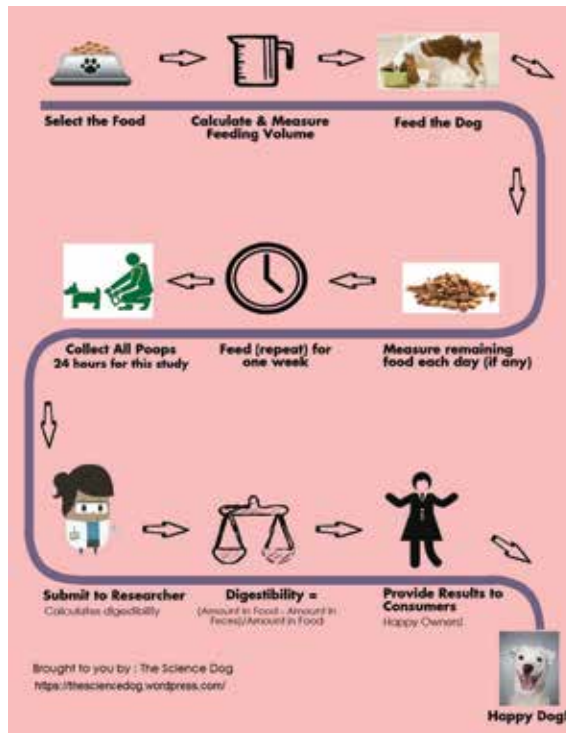 Select the Food
Calculate & Measure
Feeding Volume
Feed the Dog
Collect All Poops
24 hours for this study
Feed (repeat) for
one week
Measure remaining
food each day (if any)
Submit to Researcher
Calculates digestibility
Digestibility =
(Amount in Food - Amount in
Feces)/Amount in Food
Provide Results to
Consumers
Happy Owners!
Brought to you by : The Science Dog
https://thesciencedog.wordpress.com/
Happy Dog!